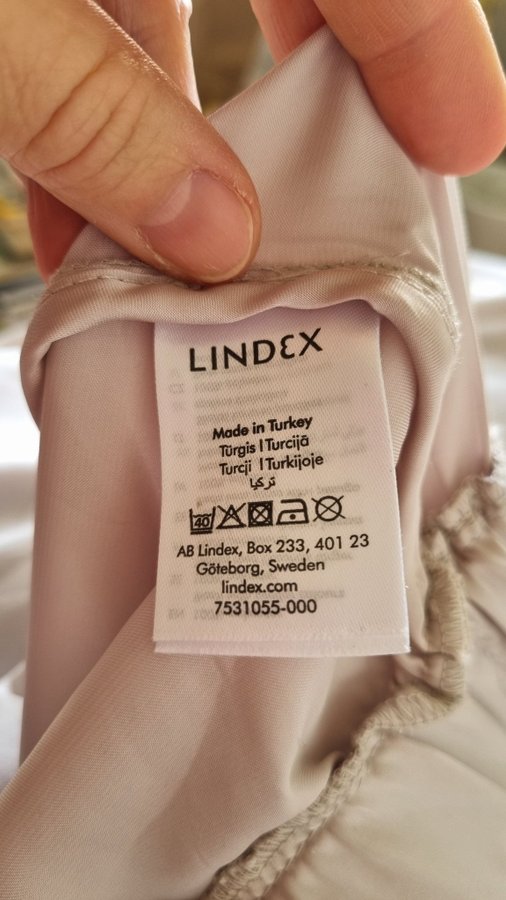 LINDEX
Made in Turkey
Türgis | Turcijā
Turcji | Turkijoje
تركيا
40
AB Lindex, Box 233, 401 23
Göteborg, Sweden
lindex.com
7531055-000